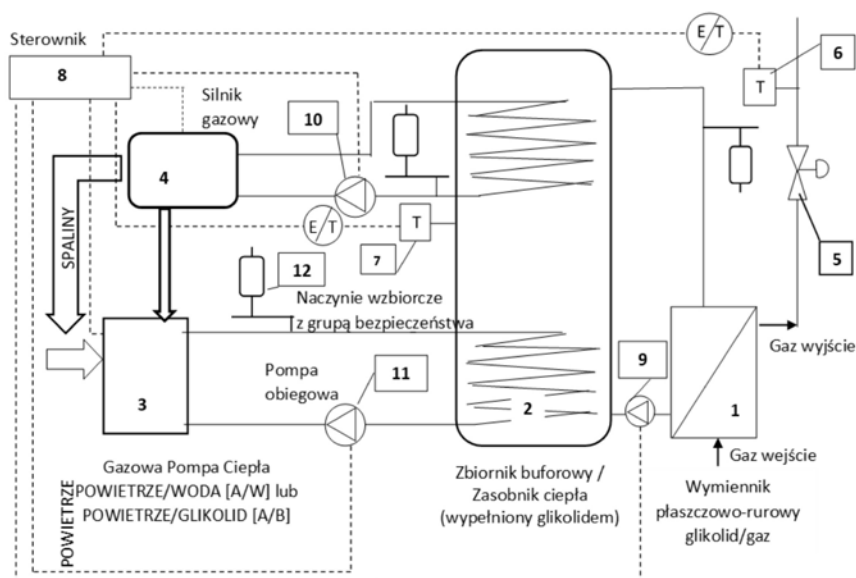 Sterownik
8
Silnik
gazowy
10
E/T
T
6
4
SPALINY
E/T
T
7
12
Naczynie wzbiorcze
z grupą bezpieczeństwa
5
Gaz wyjście
3
Pompa
obiegowa
11
2
9
1
Gaz wejście
Gazowa Pompa Ciepła
POWIETRZE/WODA [A/W] lub
POWIETRZE/GLIKOLID [A/B]
POWIETRZE
Zbiornik buforowy /
Zasobnik ciepła
(wypełniony glikolidem)
Wymiennik
płaszczowo-rurowy
glikolid/gaz